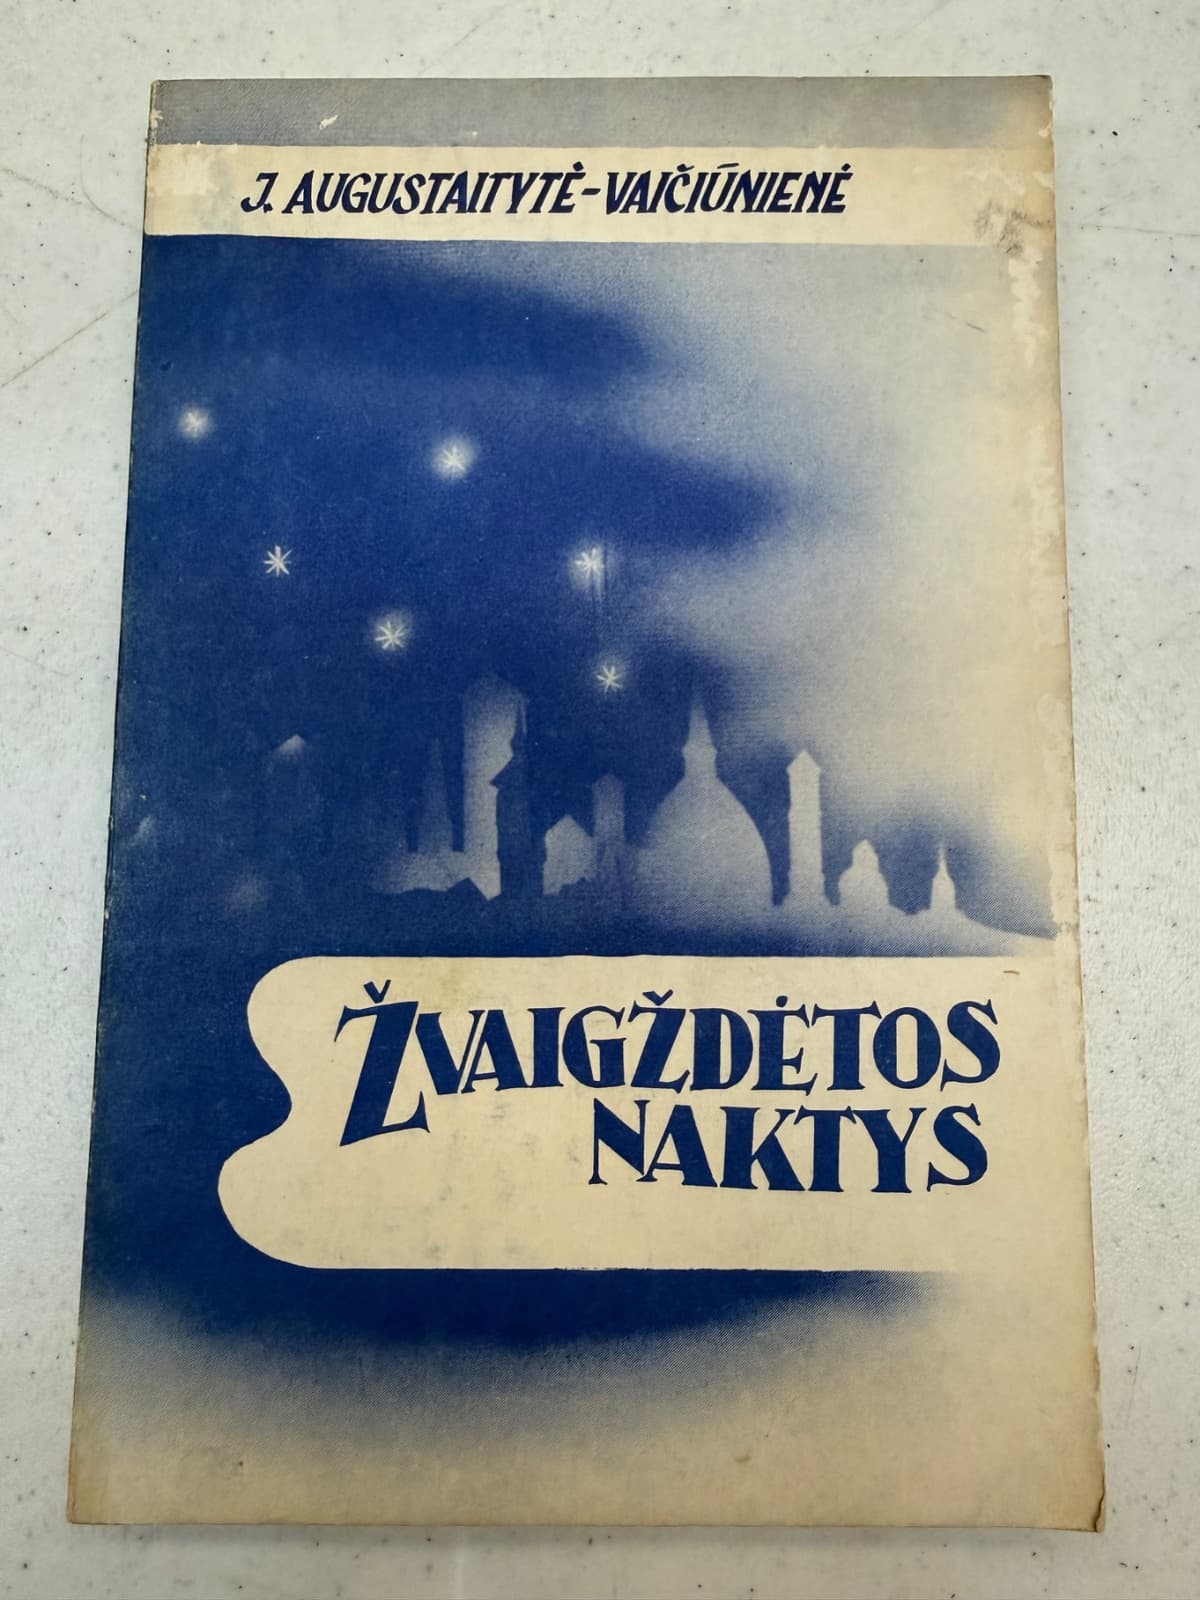 J. AUGUSTAITYTĖ-VAIČIŪNIENĖ
ŽVAIGŽDĖTOS
NAKTYS